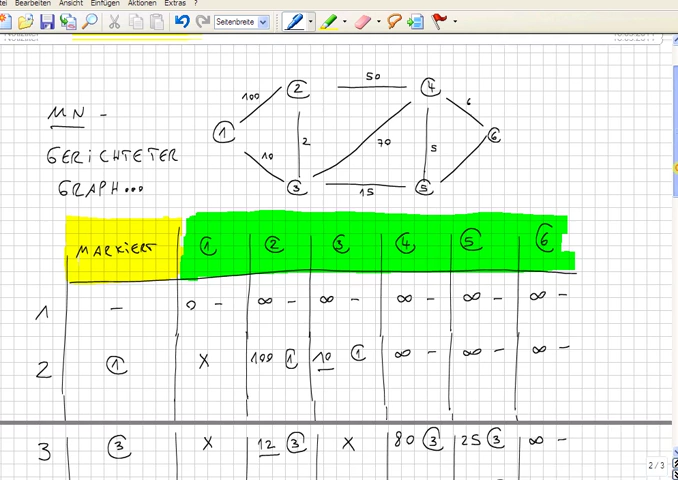 Bearbeiten Ansicht Einfügen Aktionen Extras ?
Seitenbreite
50
2 4
100 6
MN -
1 2 70 5 6
10
GERICHTETER
GRAPH...
3 15 5
MARKIERT 1 2 3 4 5 6
1 - 0 - ∞ - ∞ - ∞ - ∞ - ∞ -
2 1 X 100 1 10 1 ∞ - ∞ - ∞ -
3 3 X 12 3 X 80 3 25 3 ∞ -
2/3